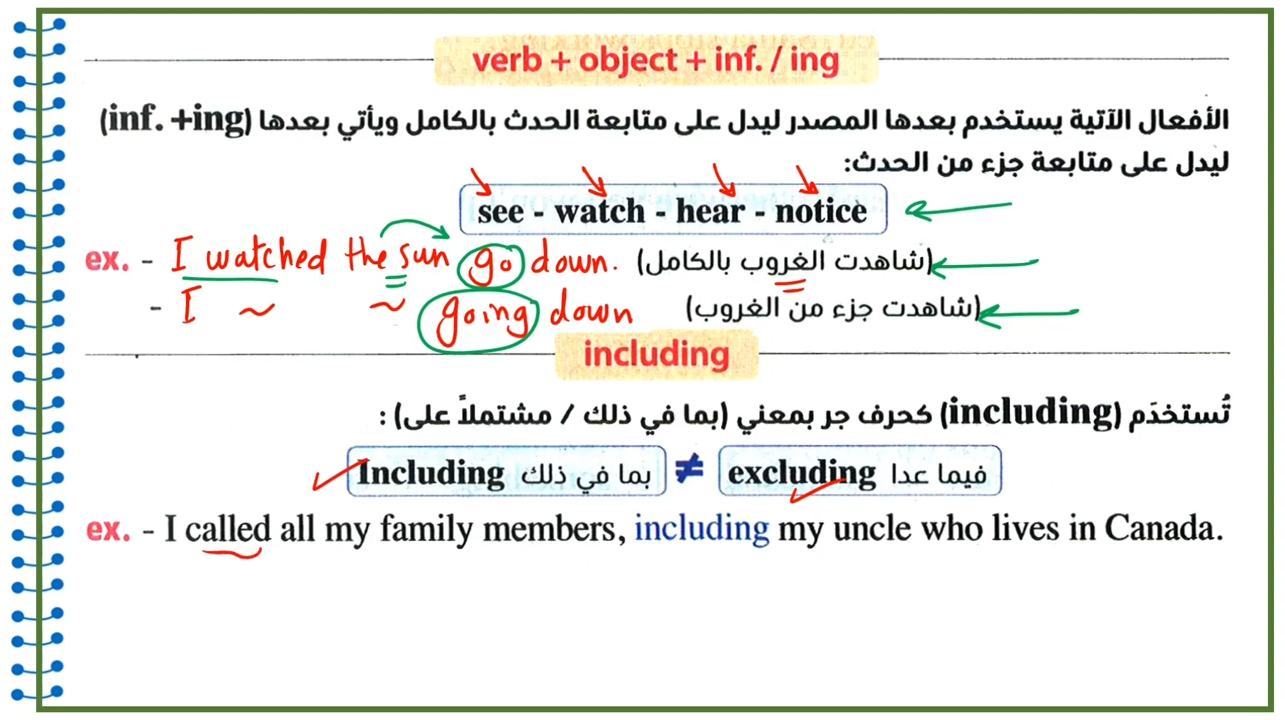 verb + object + inf. / ing
الأفعال الآتية يستخدم بعدها المصدر ليدل على متابعة الحدث بالكامل ويأتي بعدها (inf. +ing)
ليدل على متابعة جزء من الحدث:
see - watch - hear - notice
ex. - I watched the sun go down. (شاهدت الغروب بالكامل)
- I ~ ~ going down (شاهدت جزء من الغروب)
including
تُستخدَم (including) كحرف جر بمعني (بما في ذلك / مشتملاً على) :
Including بما في ذلك ≠ excluding فيما عدا
ex. - I called all my family members, including my uncle who lives in Canada.